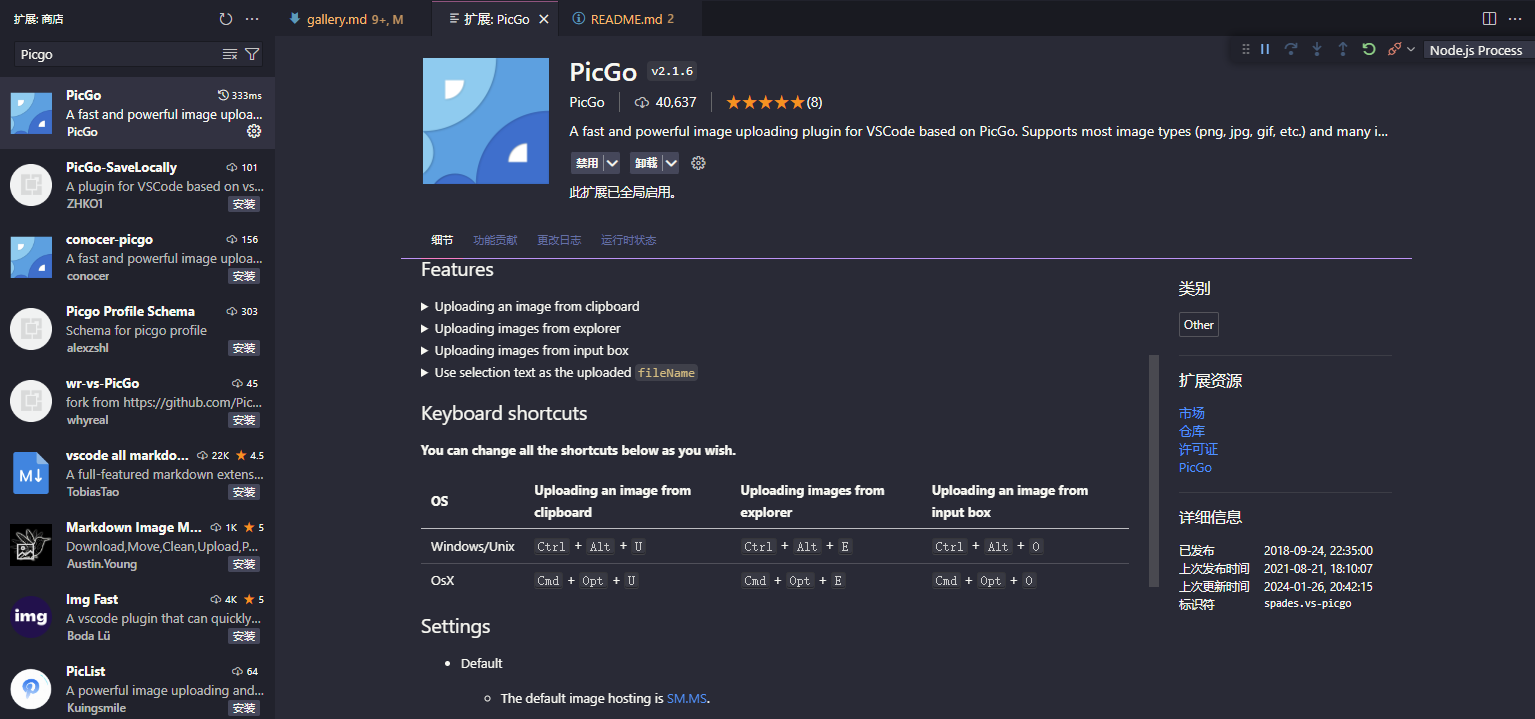 扩展: 商店
Picgo
PicGo
333ms
A fast and powerful image uploa...
PicGo
PicGo-SaveLocally
101
A plugin for VSCode based on vs...
ZHKO1
安装
conocer-picgo
156
A fast and powerful image uploa...
conocer
安装
Picgo Profile Schema
303
Schema for picgo profile
alexzshl
安装
wr-vs-PicGo
45
fork from https://github.com/Pic...
whyreal
安装
vscode all markdo...
22K
4.5
M
A full-featured markdown extens...
TobiasTao
安装
Markdown Image M...
1K
5
Download,Move,Clean,Upload,P...
Austin.Young
安装
Img Fast
4K
5
img
A vscode plugin that can quickly...
Boda Lü
安装
PicList
64
A powerful image uploading and...
Kuingsmile
安装
gallery.md 9+, M
扩展: PicGo
README.md 2
Node.js Process
PicGo
v2.1.6
PicGo
40,637
(8)
A fast and powerful image uploading plugin for VSCode based on PicGo. Supports most image types (png, jpg, gif, etc.) and many i...
禁用
卸载
此扩展已全局启用。
细节
功能贡献
更改日志
运行时状态
Features
Uploading an image from clipboard
Uploading images from explorer
Uploading images from input box
Use selection text as the uploaded fileName
Keyboard shortcuts
You can change all the shortcuts below as you wish.
OS
Uploading an image from
clipboard
Uploading images from
explorer
Uploading an image from
input box
Windows/Unix
Ctrl + Alt + U
Ctrl + Alt + E
Ctrl + Alt + O
OsX
Cmd + Opt + U
Cmd + Opt + E
Cmd + Opt + O
Settings
Default
The default image hosting is SM.MS.
类别
Other
扩展资源
市场
仓库
许可证
PicGo
详细信息
已发布 2018-09-24, 22:35:00
上次发布时间 2021-08-21, 18:10:07
上次更新时间 2024-01-26, 20:42:15
标识符 spades.vs-picgo